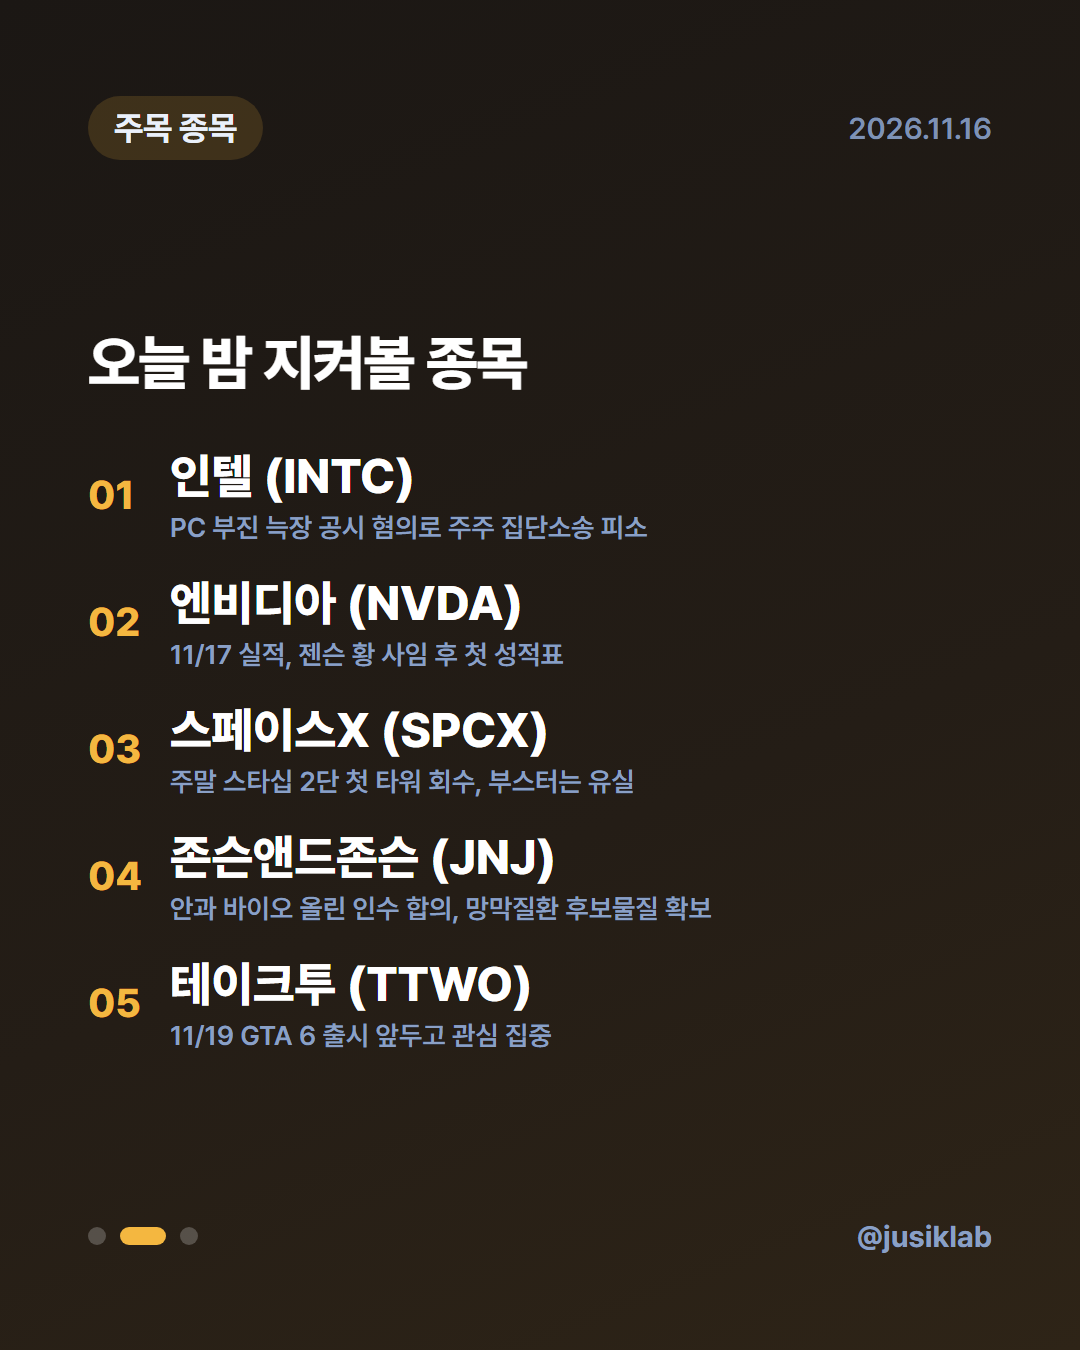 주목 종목
2026.11.16
오늘 밤 지켜볼 종목
01
인텔 (INTC)
PC 부진 늑장 공시 혐의로 주주 집단소송 피소
02
엔비디아 (NVDA)
11/17 실적, 젠슨 황 사임 후 첫 성적표
03
스페이스X (SPCX)
주말 스타십 2단 첫 타워 회수, 부스터는 유실
04
존슨앤드존슨 (JNJ)
안과 바이오 올린 인수 합의, 망막질환 후보물질 확보
05
테이크투 (TTWO)
11/19 GTA 6 출시 앞두고 관심 집중
@jusiklab